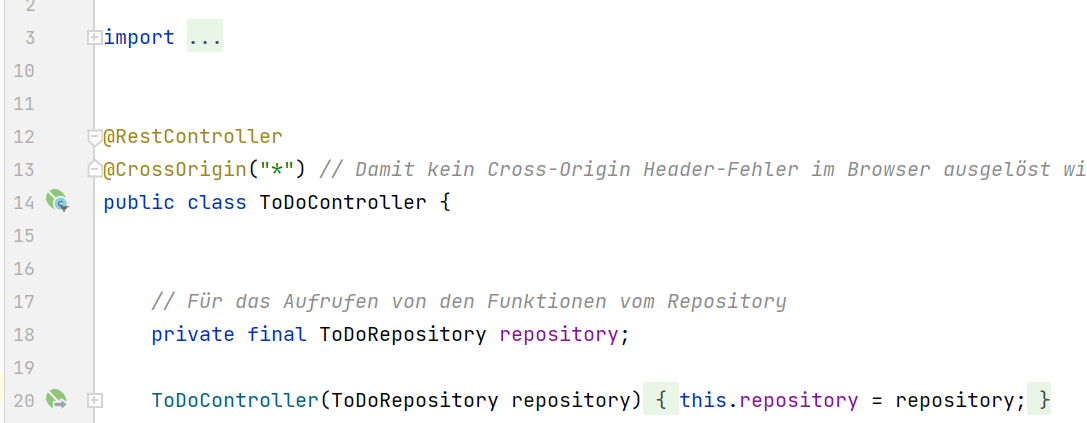 2
3 import ...
10
11
12 @RestController
13 @CrossOrigin("*") // Damit kein Cross-Origin Header-Fehler im Browser ausgelöst wi
14 public class ToDoController {
15
16
17 // Für das Aufrufen von den Funktionen vom Repository
18 private final ToDoRepository repository;
19
20 ToDoController(ToDoRepository repository) { this.repository = repository; }